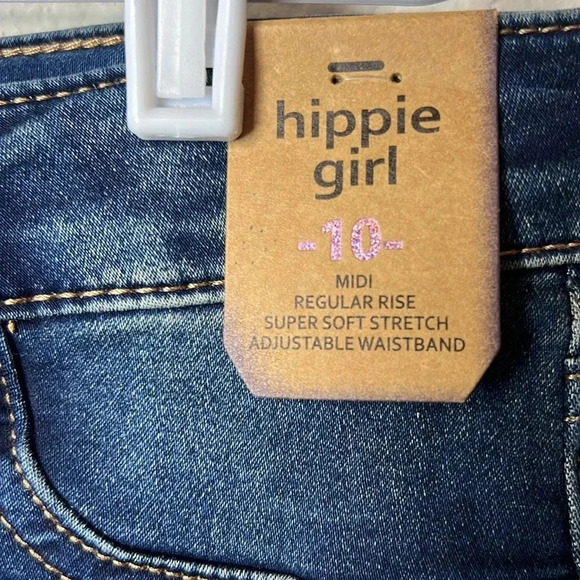 hippie
girl
-10-
MIDI
REGULAR RISE
SUPER SOFT STRETCH
ADJUSTABLE WAISTBAND